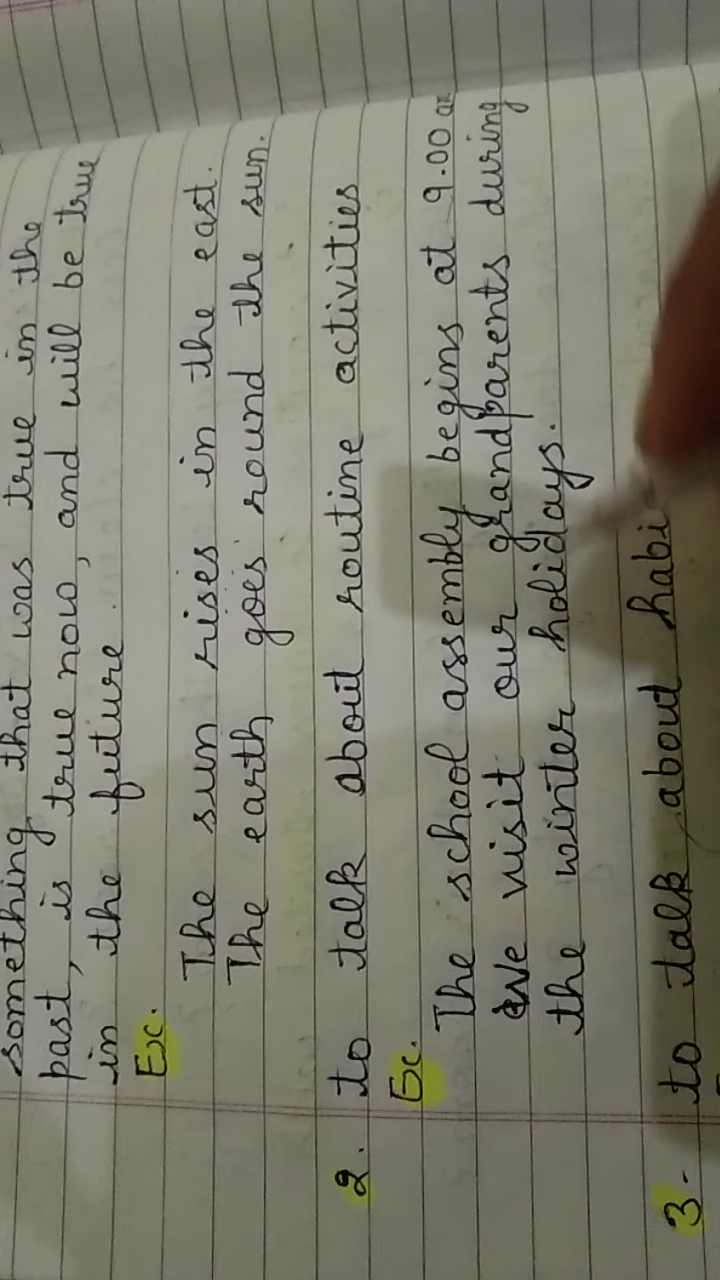 something that was true in the
past, is true now, and will be true
in the future.
Ex.
The sun rises in the east.
The earth goes round the sun.
2. to talk about routine activities
Ex.
The school assembly begins at 9.00
We visit our grandparents during
the winter holidays.
3. to talk about